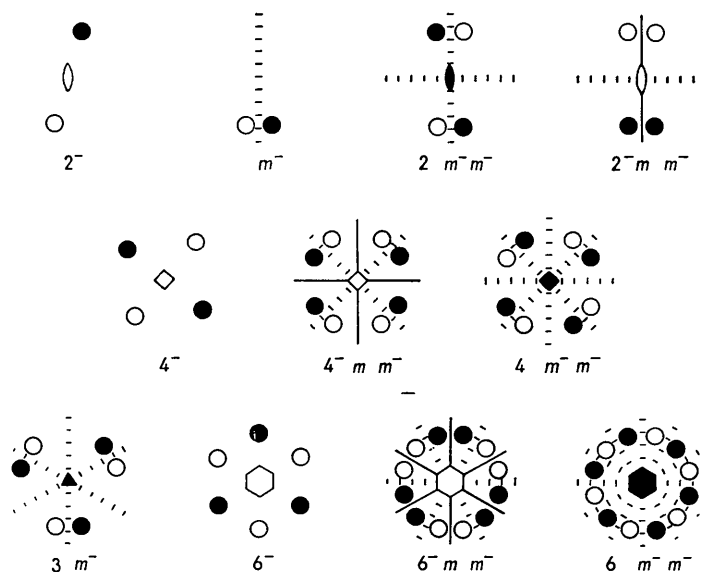 2⁻ m⁻ 2 m⁻ m⁻ 2⁻ m m⁻
4⁻ 4⁻ m m⁻ 4 m⁻ m⁻
3 m⁻ 6⁻ 6⁻ m m⁻ 6 m⁻ m⁻